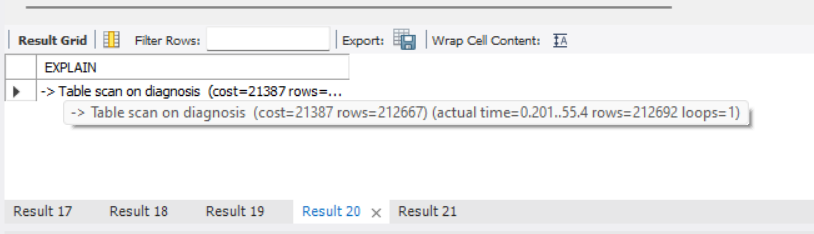 Result Grid Filter Rows: Export: Wrap Cell Content: IA
EXPLAIN
-> Table scan on diagnosis (cost=21387 rows=...
-> Table scan on diagnosis (cost=21387 rows=212667) (actual time=0.201..55.4 rows=212692 loops=1)
Result 17 Result 18 Result 19 Result 20 × Result 21